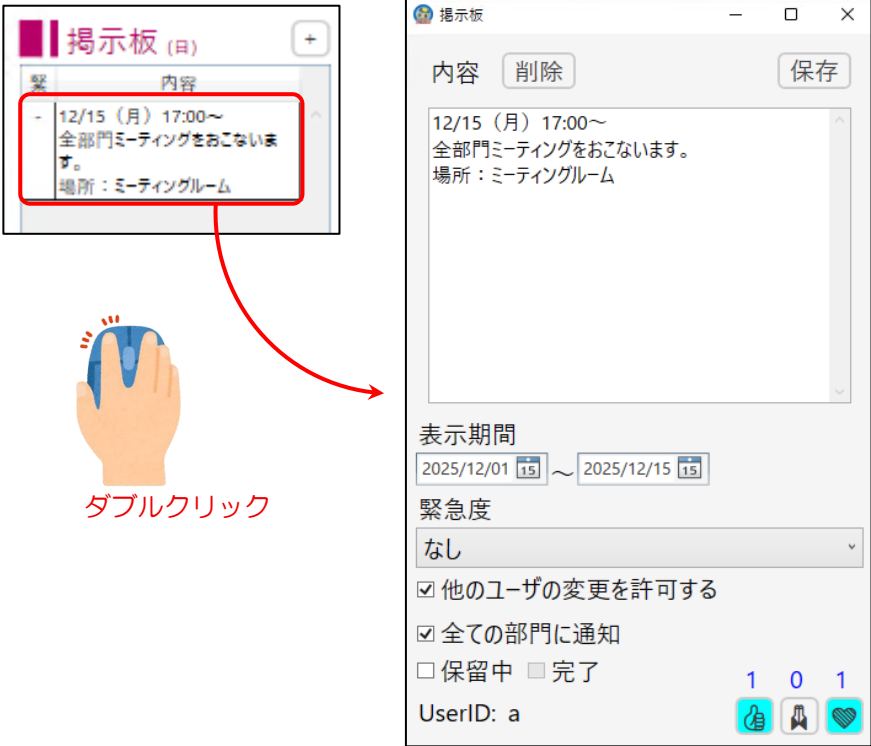 掲示板 (日)
+
緊 内容
- 12/15（月）17:00～
全部門ミーティングをおこないま
す。
場所：ミーティングルーム
ダブルクリック
掲示板
内容 削除 保存
12/15（月）17:00～
全部門ミーティングをおこないます。
場所：ミーティングルーム
表示期間
2025/12/01 15 ～ 2025/12/15 15
緊急度
なし
他のユーザの変更を許可する
全ての部門に通知
保留中 完了
1 0 1
UserID: a